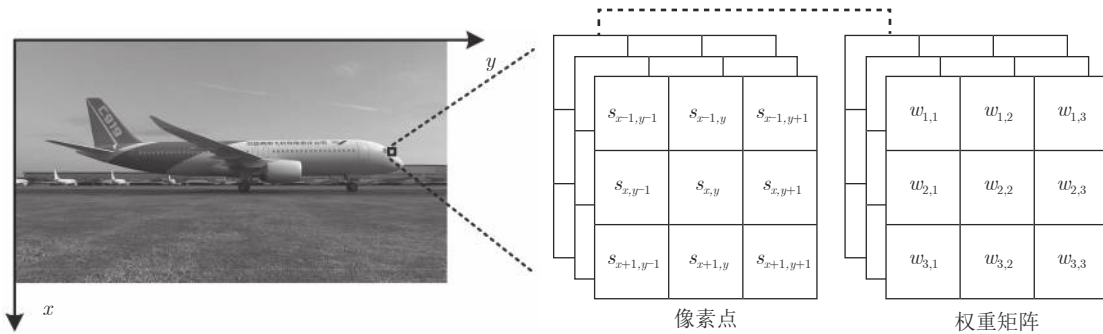 y
x
C919
s_{x-1,y-1} s_{x-1,y} s_{x-1,y+1}
s_{x,y-1} s_{x,y} s_{x,y+1}
s_{x+1,y-1} s_{x+1,y} s_{x+1,y+1}
像素点
w_{1,1} w_{1,2} w_{1,3}
w_{2,1} w_{2,2} w_{2,3}
w_{3,1} w_{3,2} w_{3,3}
权重矩阵